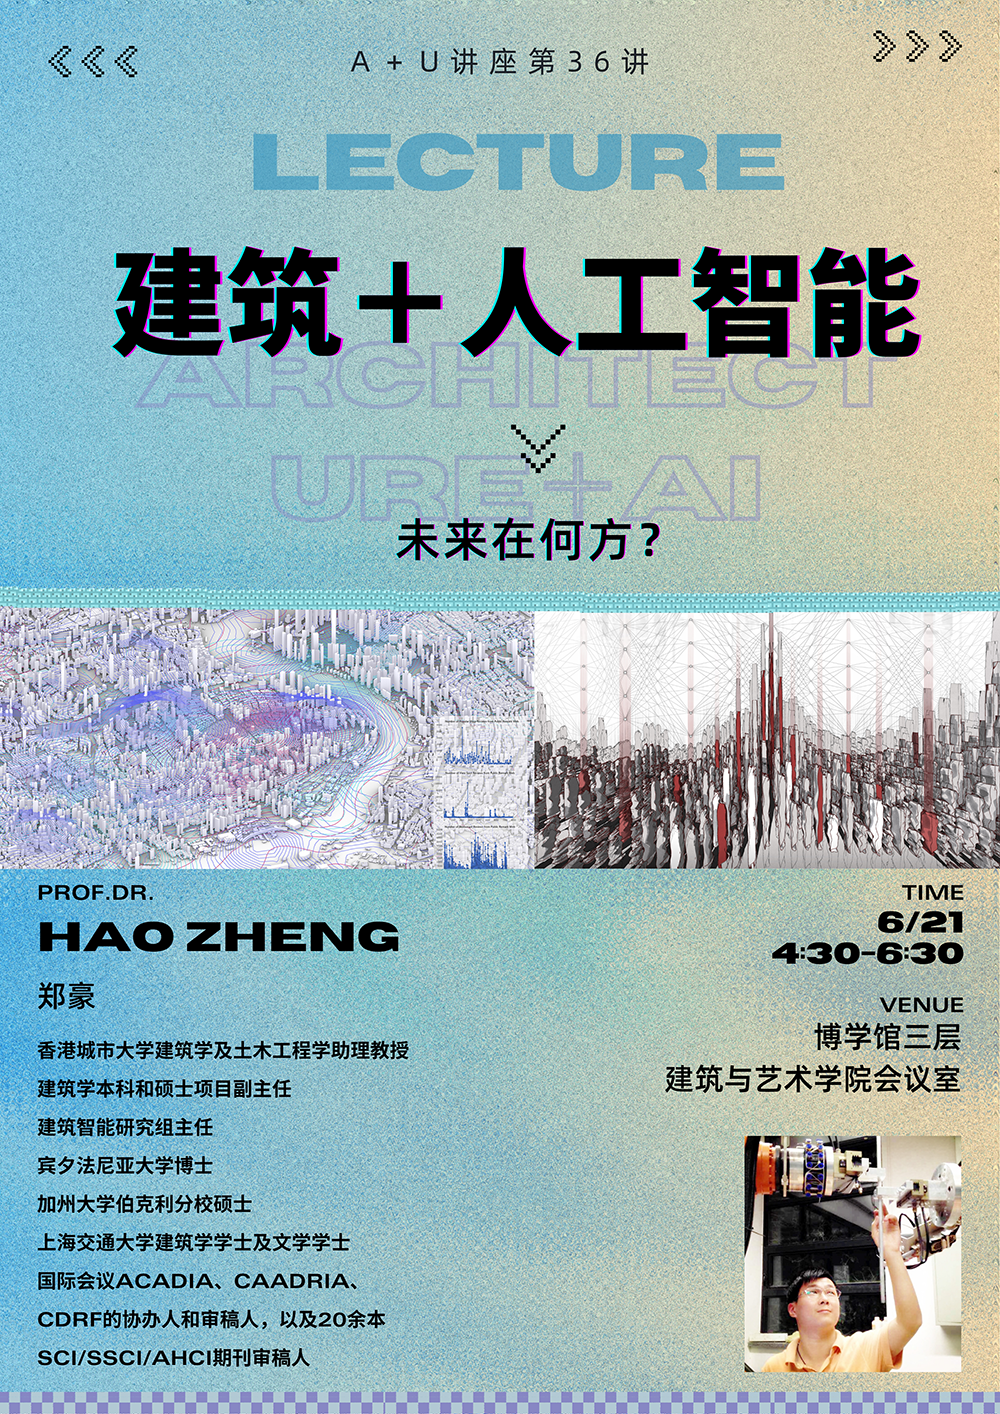 A + U 讲座第36讲
LECTURE
建筑＋人工智能
ARCHITECT
URE+AI
未来在何方？
PROF.DR.
HAO ZHENG
郑豪
香港城市大学建筑学及土木工程学助理教授
建筑学本科和硕士项目副主任
建筑智能研究组主任
宾夕法尼亚大学博士
加州大学伯克利分校硕士
上海交通大学建筑学学士及文学学士
国际会议ACADIA、CAADRIA、
CDRF的协办人和审稿人，以及20余本
SCI/SSCI/AHCI期刊审稿人
TIME
6/21
4:30-6:30
VENUE
博学馆三层
建筑与艺术学院会议室